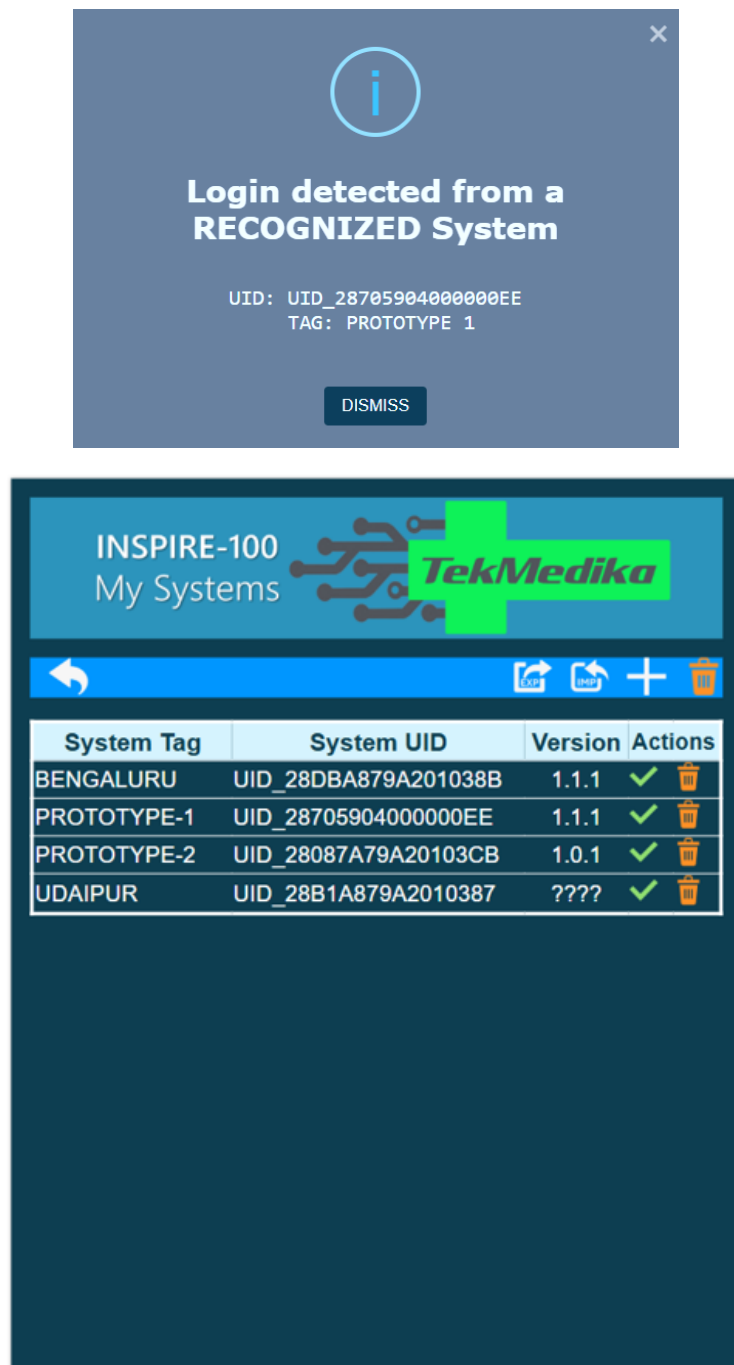 i
Login detected from a
RECOGNIZED System
UID: UID_28705904000000EE
TAG: PROTOTYPE 1
DISMISS
INSPIRE-100
My Systems
TekMedika
EXP IMP
System Tag System UID Version Actions
BENGALURU UID_28DBA879A201038B 1.1.1
PROTOTYPE-1 UID_28705904000000EE 1.1.1
PROTOTYPE-2 UID_28087A79A20103CB 1.0.1
UDAIPUR UID_28B1A879A2010387 ????